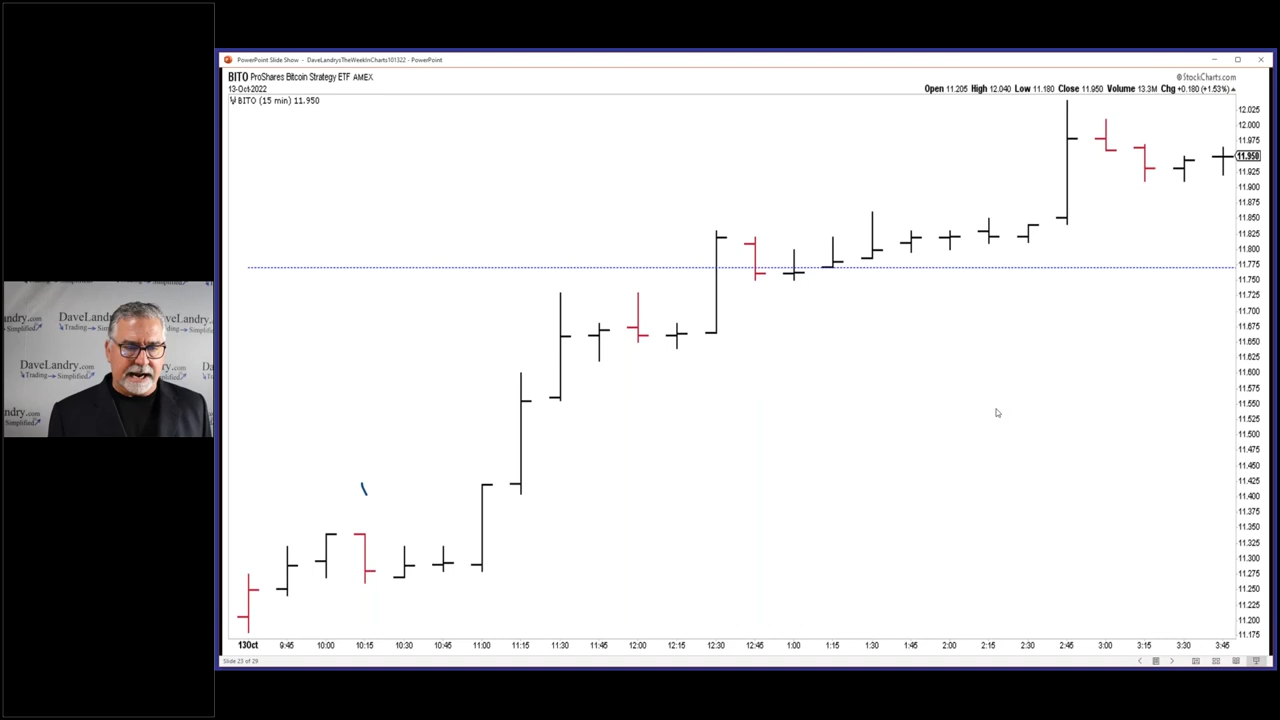 PowerPoint Slide Show - DaveLandrysTheWeekInCharts101322 - PowerPoint
BITO ProShares Bitcoin Strategy ETF AMEX
©StockCharts.com
13-Oct-2022
Open 11.205 High 12.040 Low 11.180 Close 11.950 Volume 13.3M Chg +0.180 (+1.53%)
BITO (15 min) 11.950
12.025
12.000
11.975
11.950
11.925
11.900
11.875
11.850
11.825
11.800
11.775
11.750
11.725
11.700
11.675
11.650
11.625
11.600
11.575
11.550
11.525
11.500
11.475
11.450
11.425
11.400
11.375
11.350
11.325
11.300
11.275
11.250
11.225
11.200
11.175
13Oct 9:45 10:00 10:15 10:30 10:45 11:00 11:15 11:30 11:45 12:00 12:15 12:30 12:45 1:00 1:15 1:30 1:45 2:00 2:15 2:30 2:45 3:00 3:15 3:30 3:45
Slide 23 of 29
DaveLandry.com
Trading Simplified
DaveLandry.com
Trading Simplified